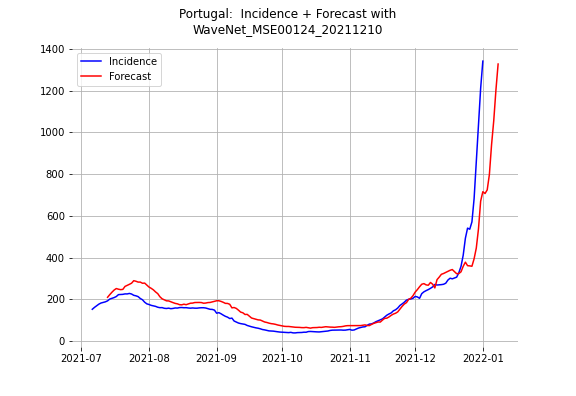 Portugal:  Incidence + Forecast with
WaveNet_MSE00124_20211210
Incidence
Forecast
1400
1200
1000
800
600
400
200
0
2021-07 2021-08 2021-09 2021-10 2021-11 2021-12 2022-01